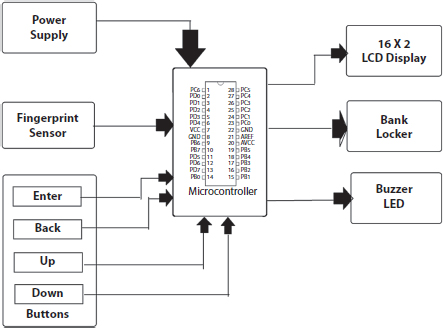 Power
Supply
Fingerprint
Sensor
Enter
Back
Up
Down
Buttons
PC6 1 28 PC5
PD0 2 27 PC4
PD1 3 26 PC3
PD2 4 25 PC2
PD3 5 24 PC1
PD4 6 23 PC0
VCC 7 22 GND
GND 8 21 AREF
PB6 9 20 AVCC
PB7 10 19 PB5
PD5 11 18 PB4
PD6 12 17 PB3
PD7 13 16 PB2
PB0 14 15 PB1
Microcontroller
16 X 2
LCD Display
Bank
Locker
Buzzer
LED